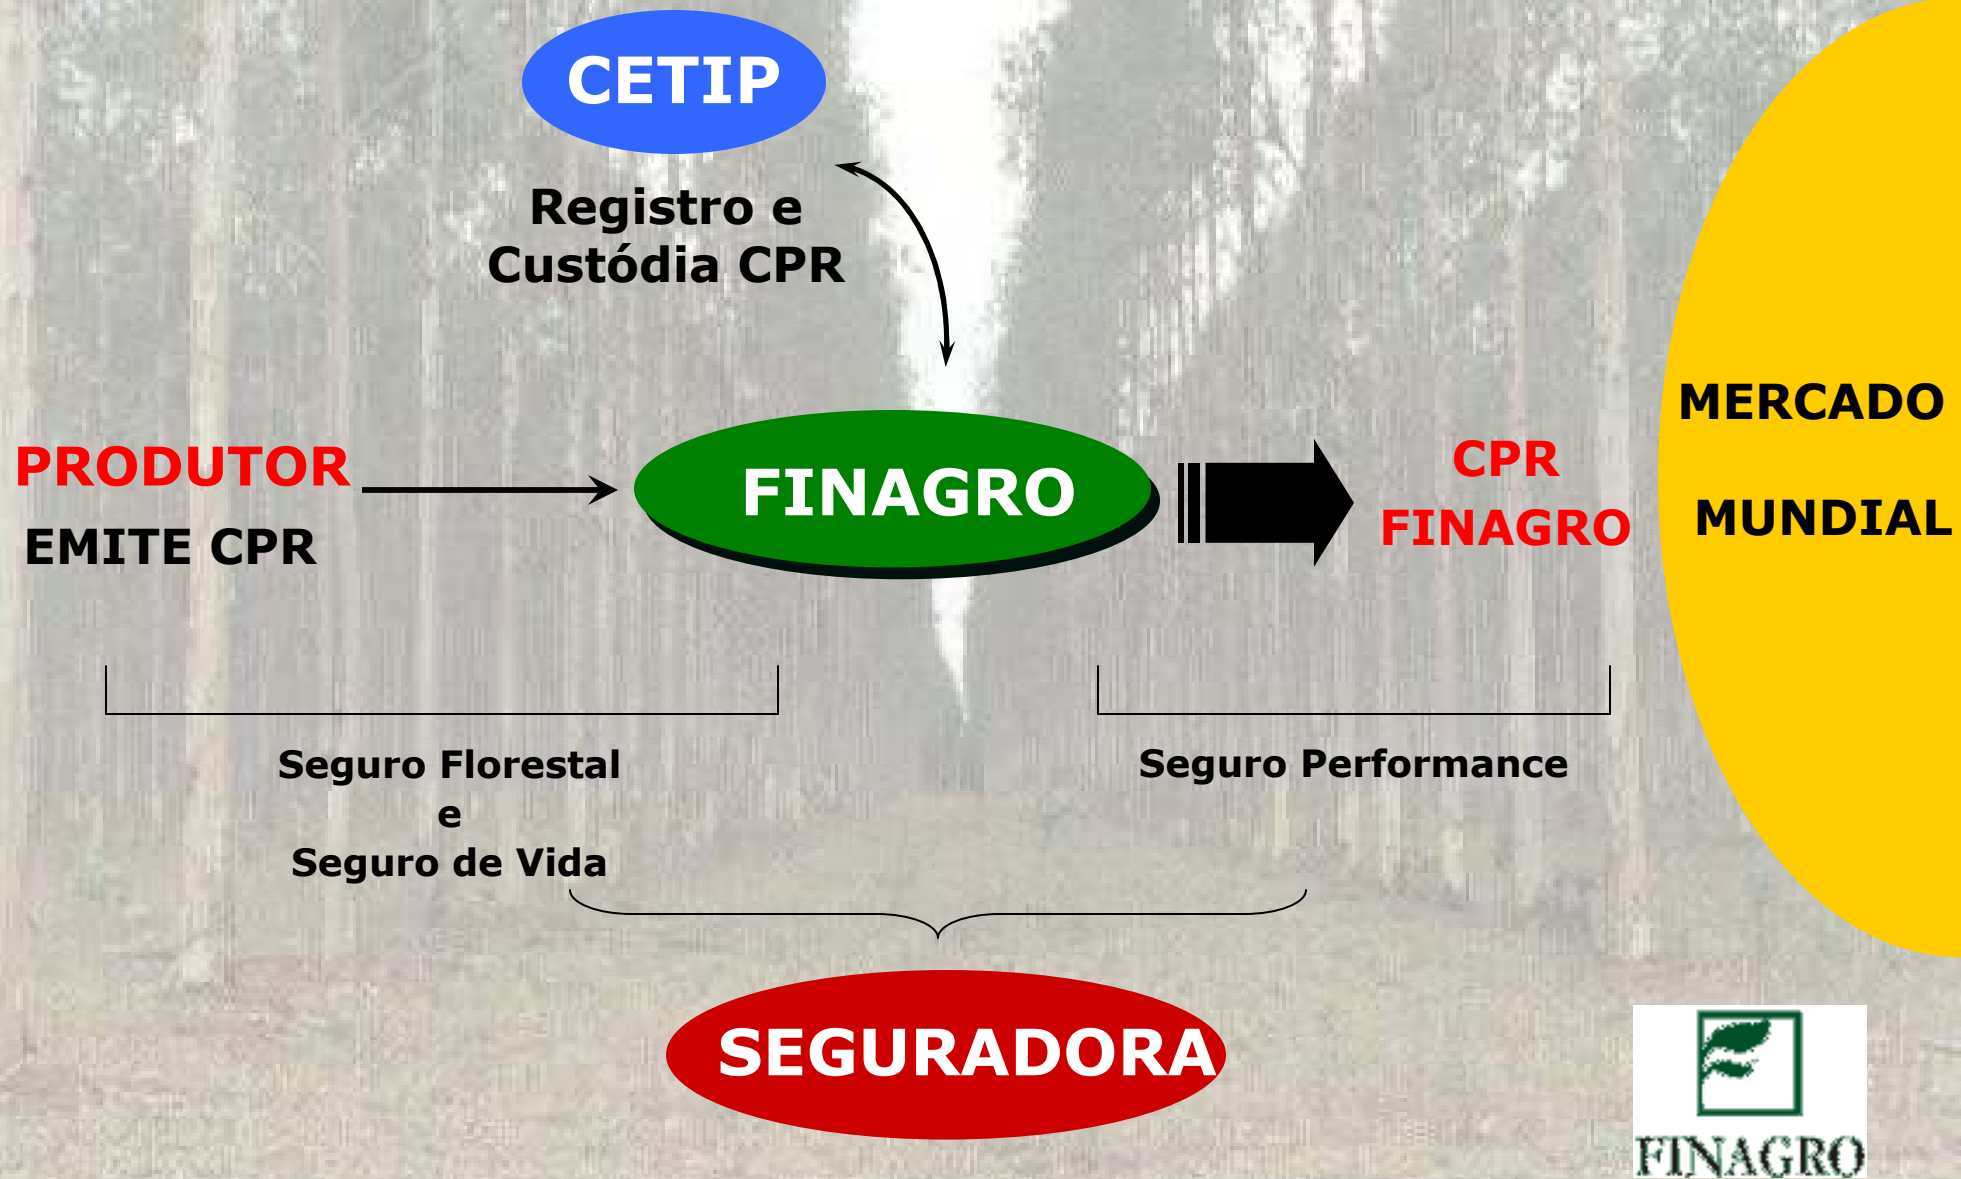 CETIP
Registro e
Custódia CPR
PRODUTOR
EMITE CPR
FINAGRO
CPR
FINAGRO
MERCADO
MUNDIAL
Seguro Florestal
e
Seguro de Vida
Seguro Performance
SEGURADORA
FINAGRO